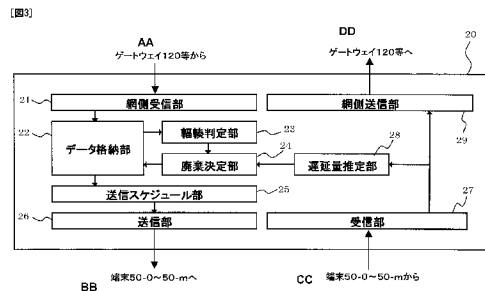 [図3]
AA
ゲートウェイ120等から
DD
ゲートウェイ120等へ
20
21
網側受信部
網側送信部
29
22
データ格納部
輻輳判定部
23
廃棄決定部
24
遅延量推定部
28
送信スケジュール部
25
26
送信部
受信部
27
BB
端末50-0~50-mへ
CC
端末50-0~50-mから